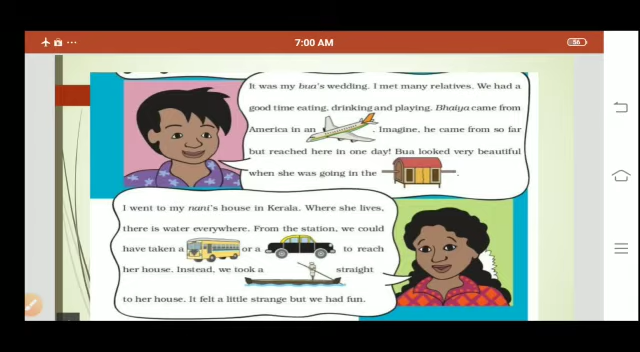 7:00 AM
56
It was my bua's wedding. I met many relatives. We had a
good time eating, drinking and playing. Bhaiya came from
America in an . Imagine, he came from so far
but reached here in one day! Bua looked very beautiful
when she was going in the .
I went to my nani's house in Kerala. Where she lives,
there is water everywhere. From the station, we could
have taken a or a to reach
her house. Instead, we took a straight
to her house. It felt a little strange but we had fun.